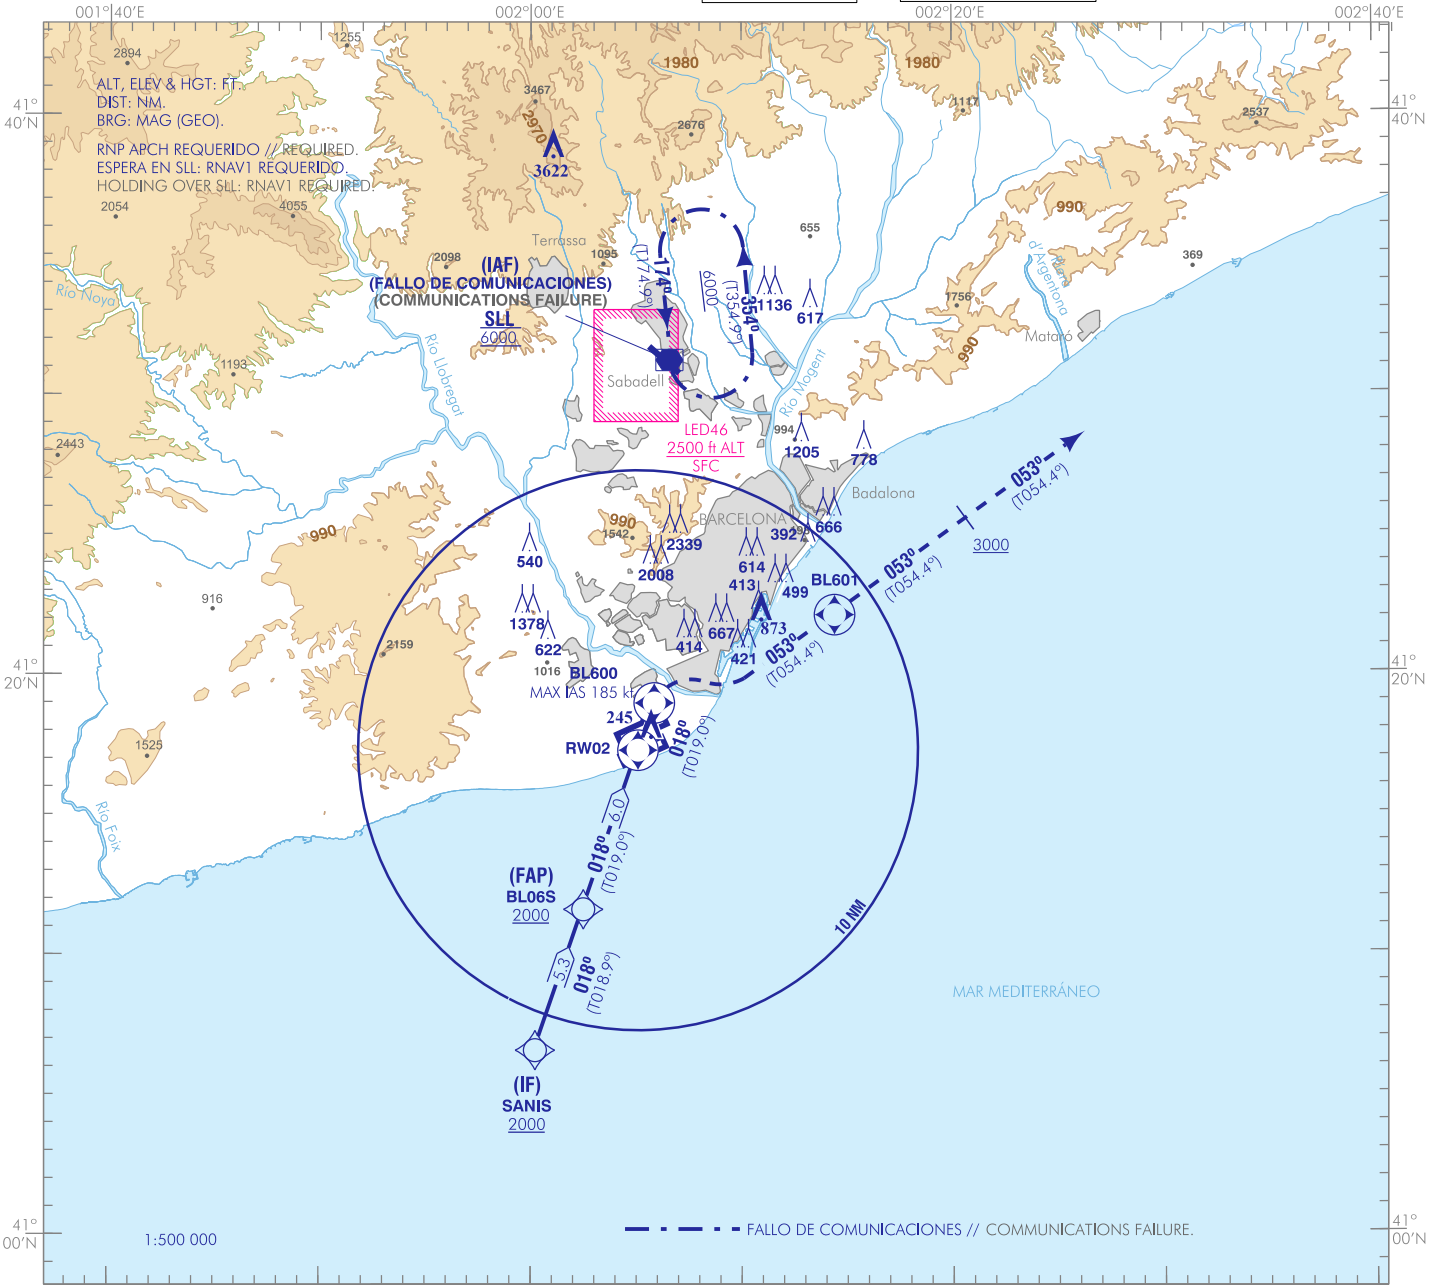 001°40'E
002°00'E
002°20'E
002°40'E
2894
1255
1980
1980
ALT, ELEV & HGT: FT.
DIST: NM.
BRG: MAG (GEO).
3467
2970
2676
1117
2537
41°
40'N
41°
40'N
RNP APCH REQUERIDO // REQUIRED.
ESPERA EN SLL: RNAV1 REQUERIDO.
HOLDING OVER SLL: RNAV1 REQUIRED.
3622
2054
4055
990
655
Terrassa
2098
1095
369
Riera
d'Argentona
(IAF)
(FALLO DE COMUNICACIONES)
(COMMUNICATIONS FAILURE)
SLL
6000
174°
(T174.9°)
6000
354°
(T354.9°)
1136
617
1756
Río Noya
Mataró
990
Río Llobregat
Río Mogent
1193
Sabadell
LED46
2500 ft ALT
SFC
994
1205
778
2443
053°
(T054.4°)
Badalona
990
990
BARCELONA
666
1542
2339
392
540
2008
614
3000
053°
(T054.4°)
413
499
BL601
916
1378
622
667
873
414
421
2159
1016
053°
(T054.4°)
41°
20'N
41°
20'N
BL600
MAX IAS 185 kt
245
RW02
018°
(T019.0°)
1525
Río Foix
6.0
018°
(T019.0°)
(FAP)
BL06S
2000
10 NM
5.3
018°
(T018.9°)
MAR MEDITERRÁNEO
(IF)
SANIS
2000
41°
00'N
41°
00'N
1:500 000
FALLO DE COMUNICACIONES // COMMUNICATIONS FAILURE.